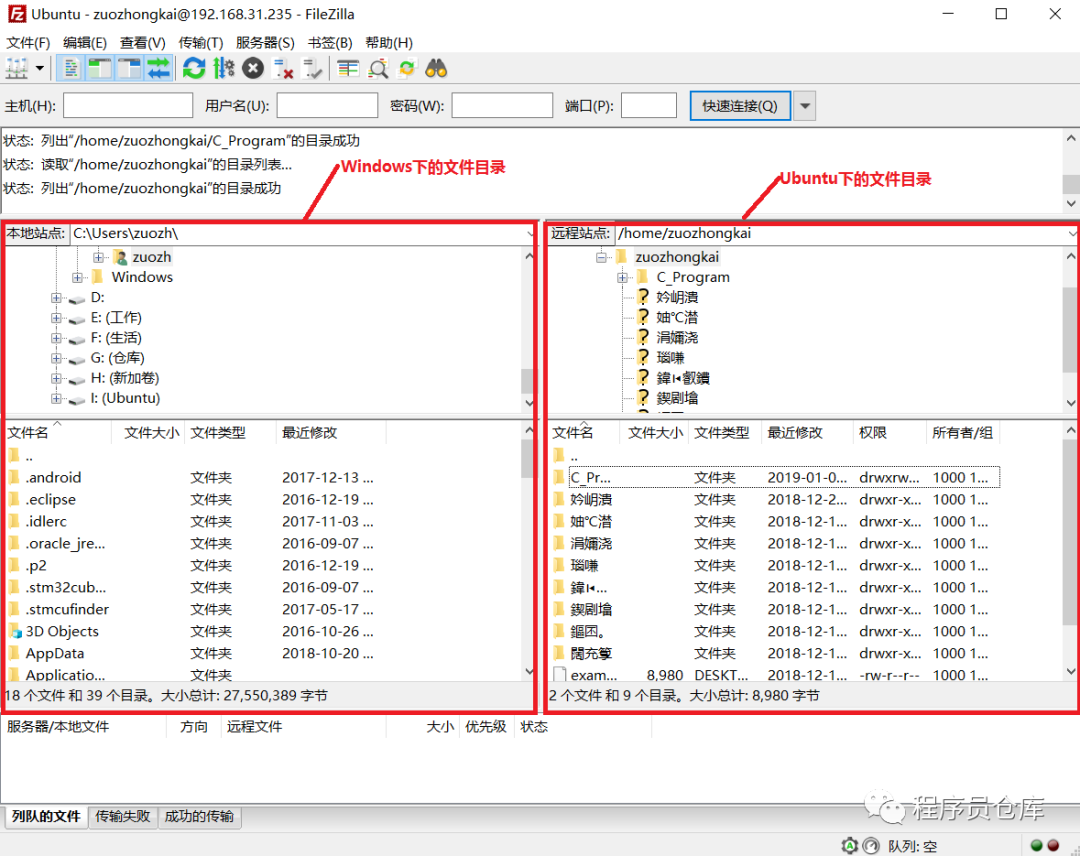 Ubuntu - zuozhongkai@192.168.31.235 - FileZilla
文件(F) 编辑(E) 查看(V) 传输(T) 服务器(S) 书签(B) 帮助(H)
主机(H): 用户名(U): 密码(W): 端口(P): 快速连接(Q)
状态: 列出"/home/zuozhongkai/C_Program"的目录成功
状态: 读取"/home/zuozhongkai"的目录列表...
状态: 列出"/home/zuozhongkai"的目录成功
Windows下的文件目录
Ubuntu下的文件目录
本地站点: C:\Users\zuozh\
zuozh
Windows
D:
E: (工作)
F: (生活)
G: (仓库)
H: (新加卷)
I: (Ubuntu)
文件名 文件大小 文件类型 最近修改
..
.android 文件夹 2017-12-13 ...
.eclipse 文件夹 2016-12-19 ...
.idlerc 文件夹 2017-11-03 ...
.oracle_jre... 文件夹 2016-09-07 ...
.p2 文件夹 2016-12-19 ...
.stm32cub... 文件夹 2016-09-07 ...
.stmcufinder 文件夹 2017-05-17 ...
3D Objects 文件夹 2016-10-26 ...
AppData 文件夹 2018-10-20 ...
Applicatio... 文件夹
18 个文件 和 39 个目录。大小总计: 27,550,389 字节
远程站点: /home/zuozhongkai
zuozhongkai
C_Program
妗岄潰
妯℃澘
涓嬭浇
瑙嗛
鍏叡鐨
鍥剧墖
文件名 文件大小 文件类型 最近修改 权限 所有者/组
..
C_Pr... 文件夹 2019-01-0... drwxrw... 1000 1...
妗岄潰 文件夹 2018-12-2... drwxr-x... 1000 1...
妯℃澘 文件夹 2018-12-1... drwxr-x... 1000 1...
涓嬭浇 文件夹 2018-12-1... drwxr-x... 1000 1...
瑙嗛 文件夹 2018-12-1... drwxr-x... 1000 1...
文件夹 2018-12-1... drwxr-x... 1000 1...
鍥剧墖 文件夹 2018-12-1... drwxr-x... 1000 1...
文件夹 2018-12-1... drwxr-x... 1000 1...
文件夹 2018-12-1... drwxr-x... 1000 1...
exam... 8,980 DESKT... 2018-12-1... -rw-r--r-- 1000 1...
2 个文件 和 9 个目录。大小总计: 8,980 字节
服务器/本地文件 方向 远程文件 大小 优先级 状态
列队的文件 传输失败 成功的传输
程序员仓库
队列: 空